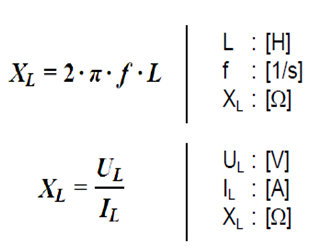 X_L = 2 · π · f · L
L : [H]
f : [1/s]
X_L : [Ω]
X_L = U_L / I_L
U_L : [V]
I_L : [A]
X_L : [Ω]